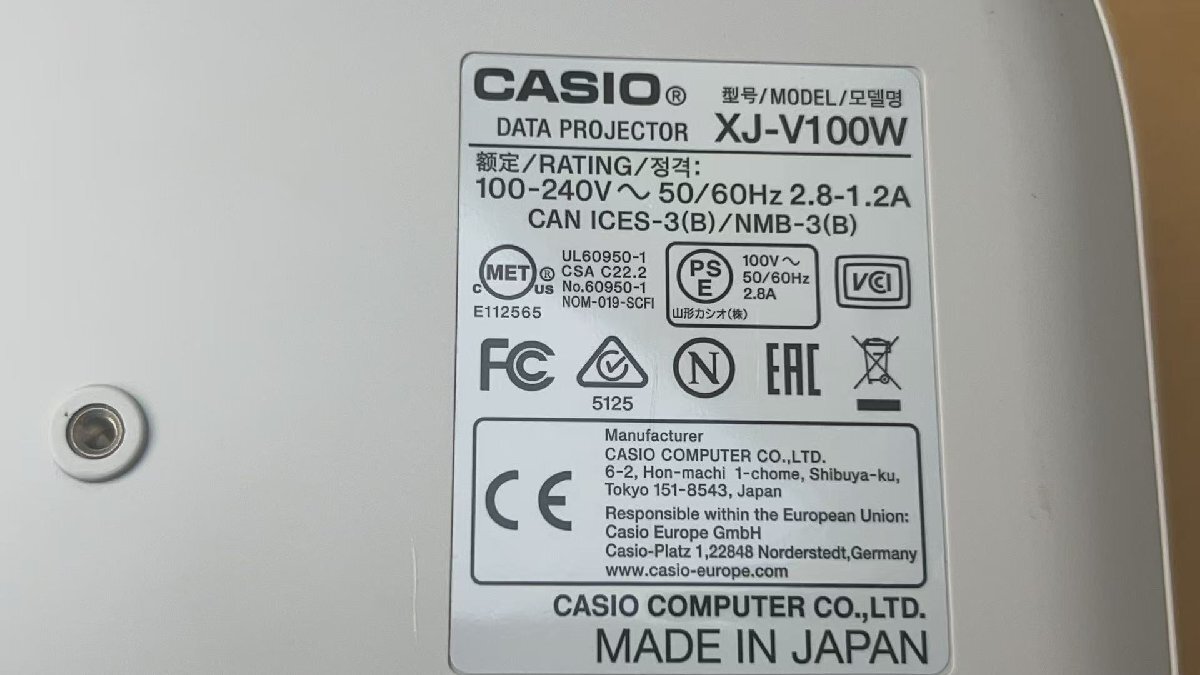 CASIO® 型号/MODEL/모델명
DATA PROJECTOR XJ-V100W
额定/RATING/정격:
100-240V〜 50/60Hz 2.8-1.2A
CAN ICES-3(B)/NMB-3(B)
C MET ® US
E112565
UL60950-1
CSA C22.2
No.60950-1
NOM-019-SCFI
PS
E
100V〜
50/60Hz
2.8A
山形カシオ(株)
VCI
FC
5125
N
EAC
CE
Manufacturer
CASIO COMPUTER CO.,LTD.
6-2, Hon-machi 1-chome, Shibuya-ku,
Tokyo 151-8543, Japan
Responsible within the European Union:
Casio Europe GmbH
Casio-Platz 1,22848 Norderstedt,Germany
www.casio-europe.com
CASIO COMPUTER CO.,LTD.
MADE IN JAPAN